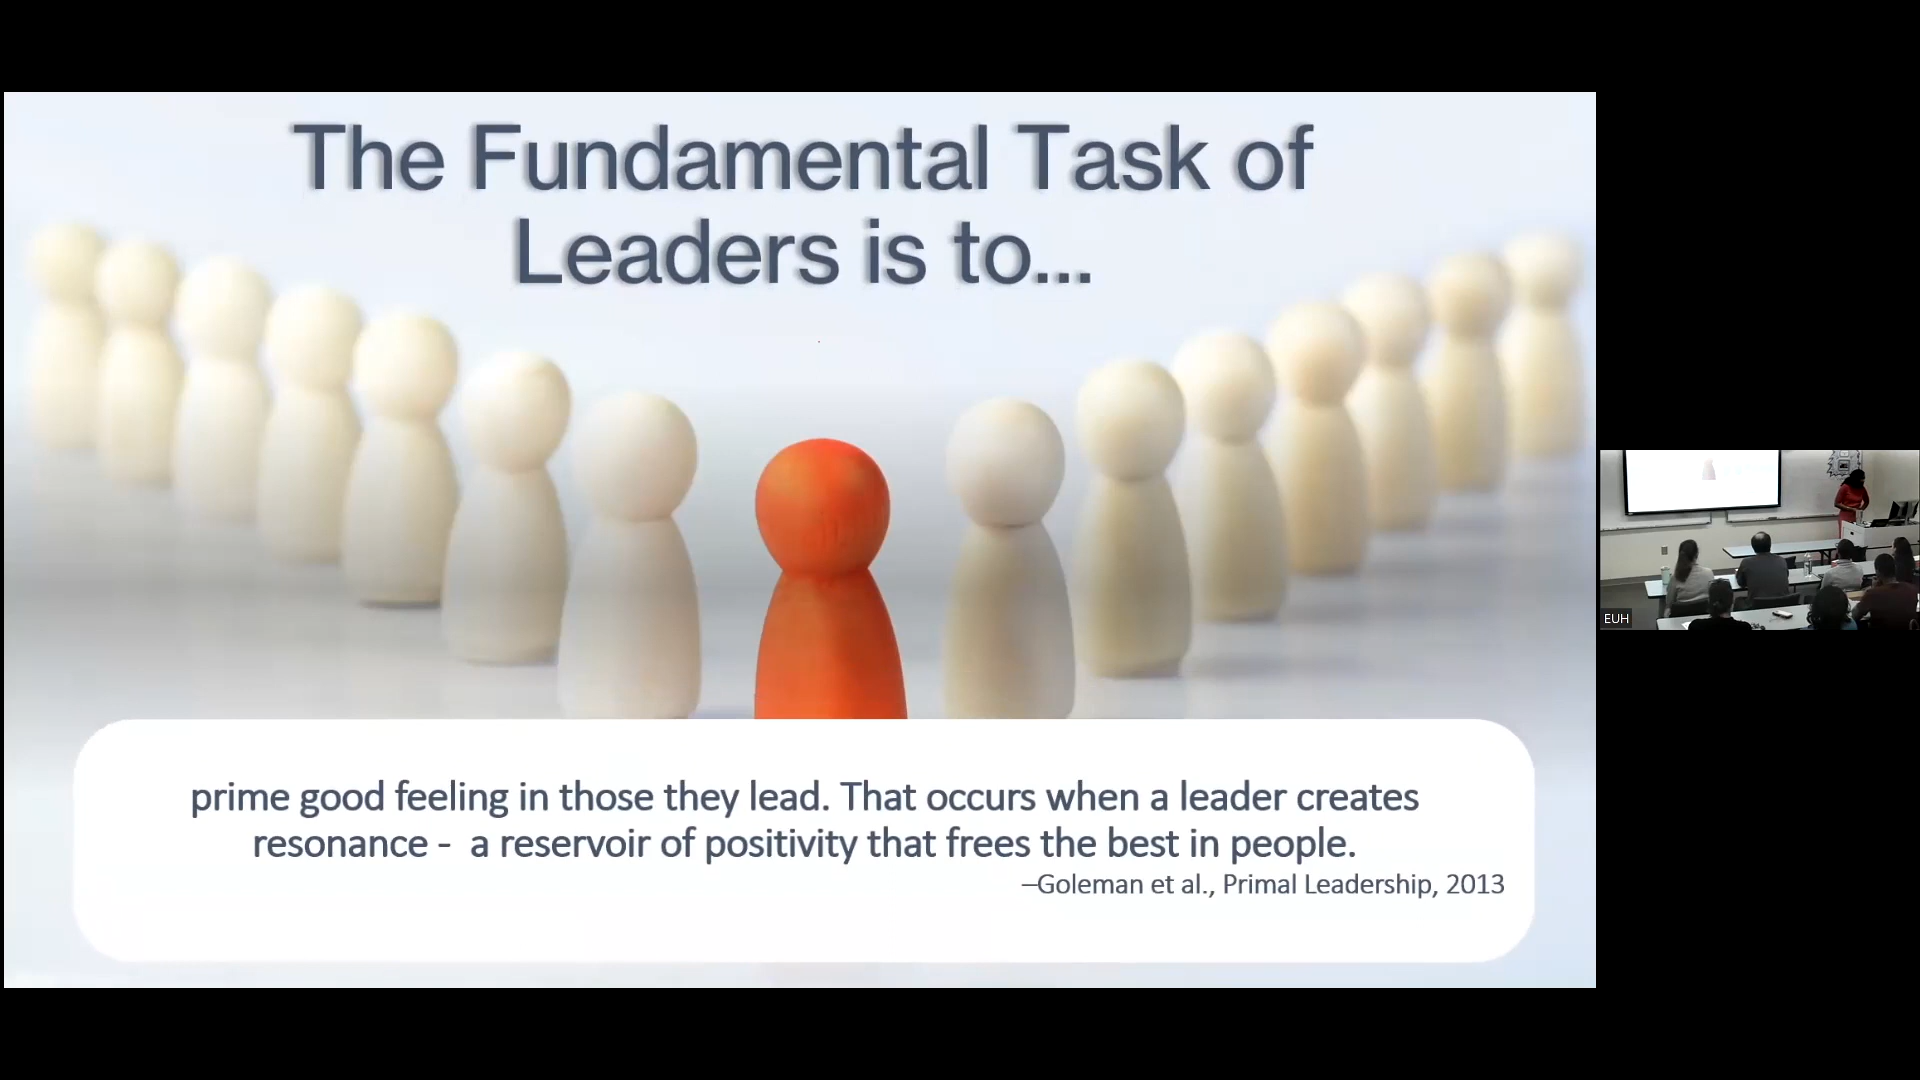 The Fundamental Task of
Leaders is to...
prime good feeling in those they lead. That occurs when a leader creates
resonance -  a reservoir of positivity that frees the best in people.
–Goleman et al., Primal Leadership, 2013
EUH